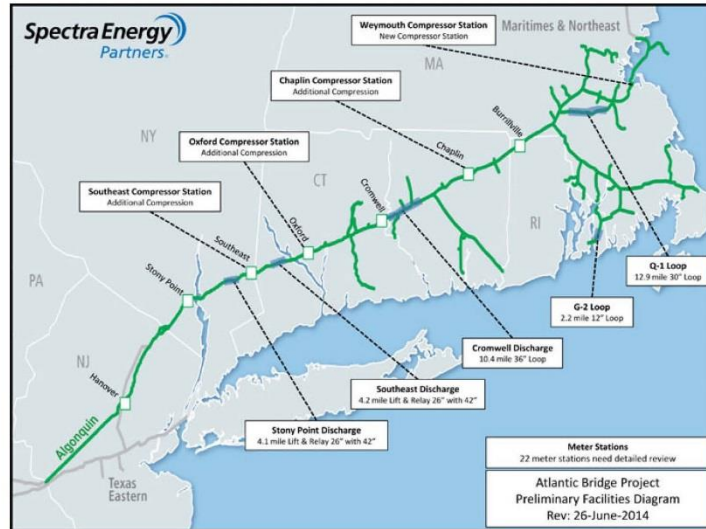 Spectra Energy
Partners
Weymouth Compressor Station
New Compressor Station
Maritimes & Northeast
MA
Chaplin Compressor Station
Additional Compression
NY
Oxford Compressor Station
Additional Compression
CT
Southeast Compressor Station
Additional Compression
Burrillville
Chaplin
Cromwell
Oxford
Southeast
Stony Point
RI
PA
NJ
Hanover
Algonquin
Texas
Eastern
Q-1 Loop
12.9 mile 30" Loop
G-2 Loop
2.2 mile 12" Loop
Cromwell Discharge
10.4 mile 36" Loop
Southeast Discharge
4.2 mile Lift & Relay 26" with 42"
Stony Point Discharge
4.1 mile Lift & Relay 26" with 42"
Meter Stations
22 meter stations need detailed review
Atlantic Bridge Project
Preliminary Facilities Diagram
Rev: 26-June-2014